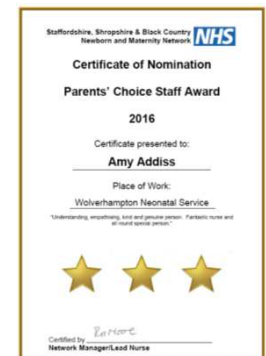 Staffordshire, Shropshire & Black Country
Newborn and Maternity Network
NHS
Certificate of Nomination
Parents' Choice Staff Award
2016
Certificate presented to:
Amy Addiss
Place of Work:
Wolverhampton Neonatal Service
"Understanding, empathising, kind and genuine person. Fantastic nurse and
all round special person."
Certified by
Network Manager/Lead Nurse